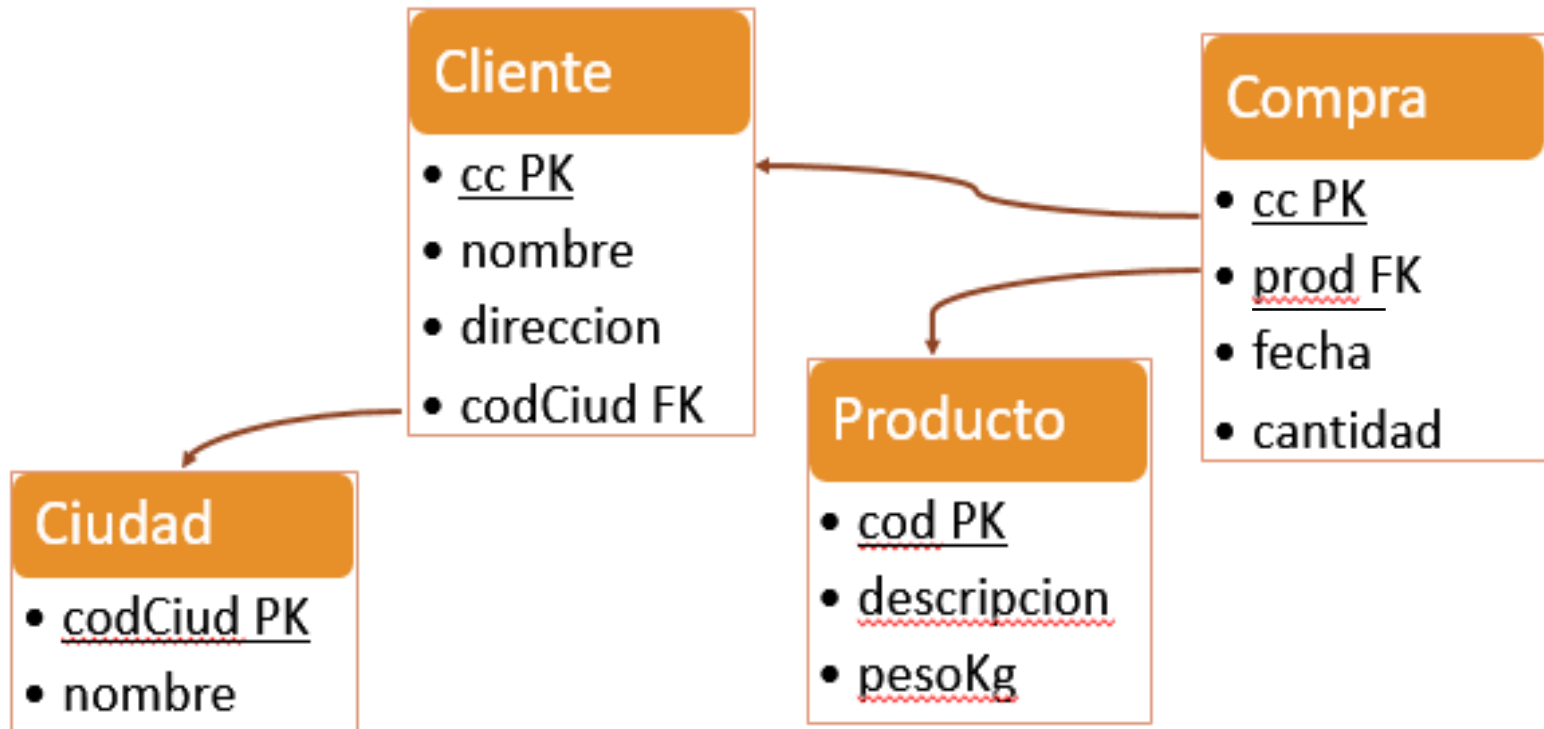 Cliente
• cc PK
• nombre
• direccion
• codCiud FK
Compra
• cc PK
• prod FK
• fecha
• cantidad
Producto
• cod PK
• descripcion
• pesoKg
Ciudad
• codCiud PK
• nombre